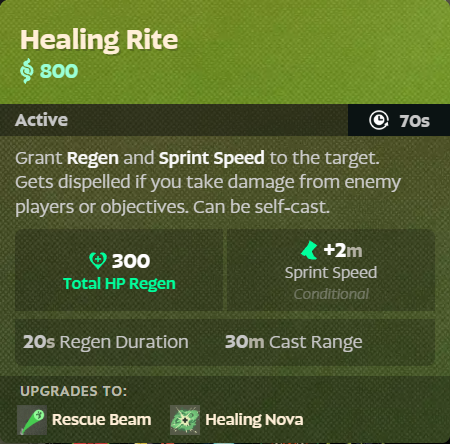 Healing Rite
800
Active 70s
Grant Regen and Sprint Speed to the target.
Gets dispelled if you take damage from enemy
players or objectives. Can be self-cast.
300
Total HP Regen
+2m
Sprint Speed
Conditional
20s Regen Duration 30m Cast Range
UPGRADES TO:
Rescue Beam Healing Nova